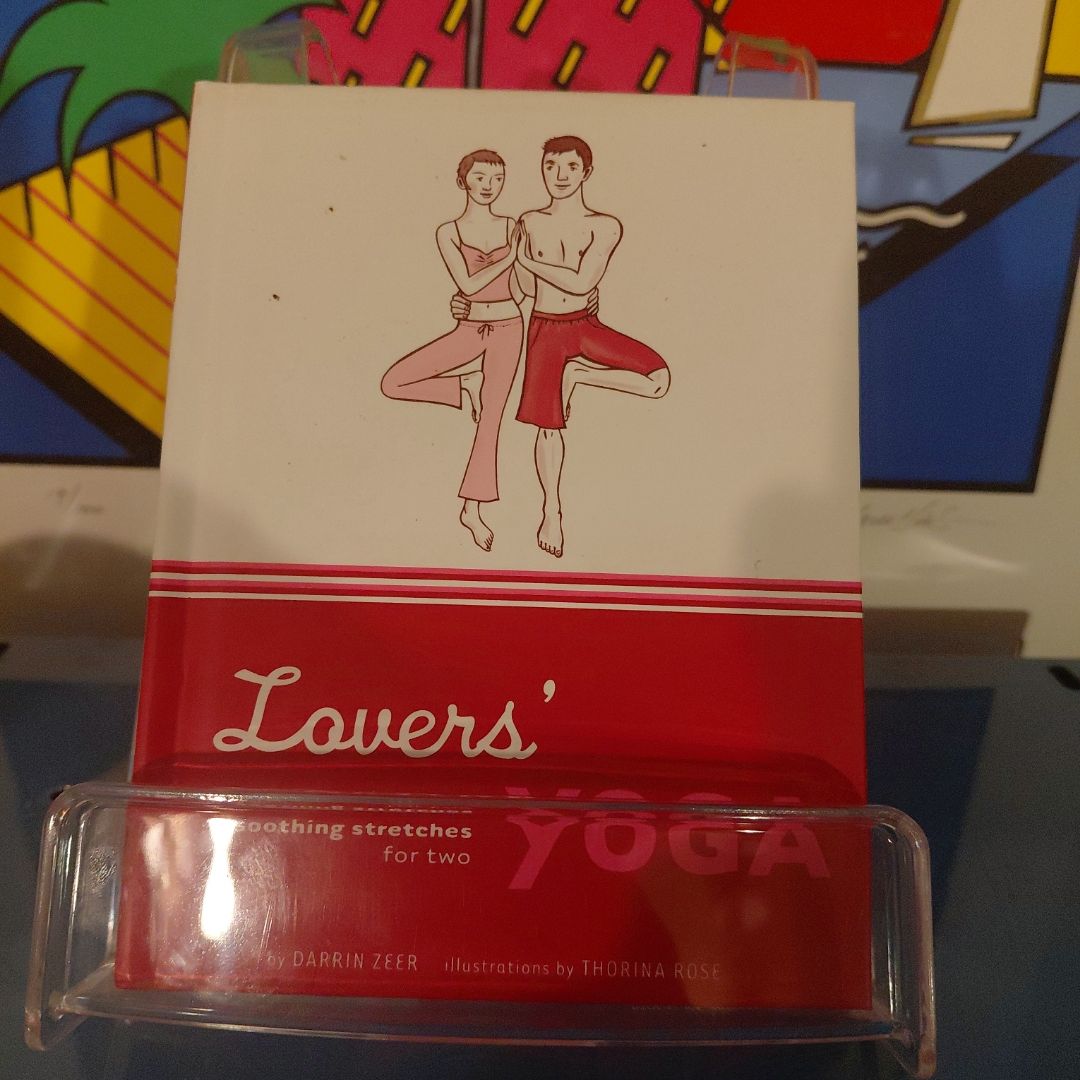 Lovers'
YOGA
soothing stretches
for two
by DARRIN ZEER illustrations by THORINA ROSE